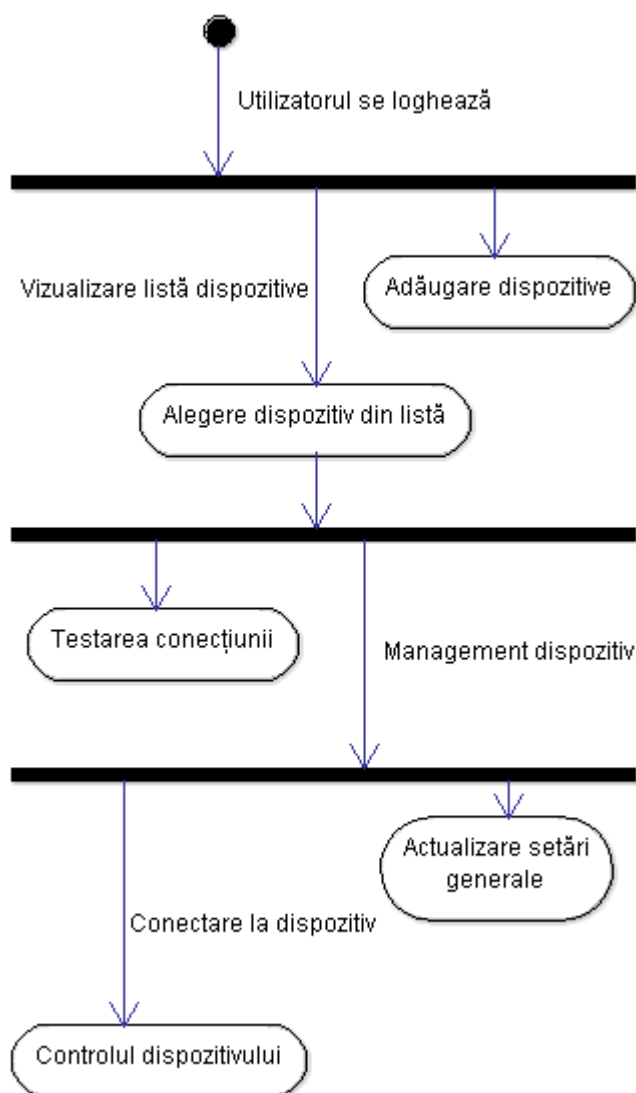 Utilizatorul se loghează
Vizualizare listă dispozitive
Adăugare dispozitive
Alegere dispozitiv din listă
Testarea conecțiunii
Management dispozitiv
Actualizare setări
generale
Conectare la dispozitiv
Controlul dispozitivului